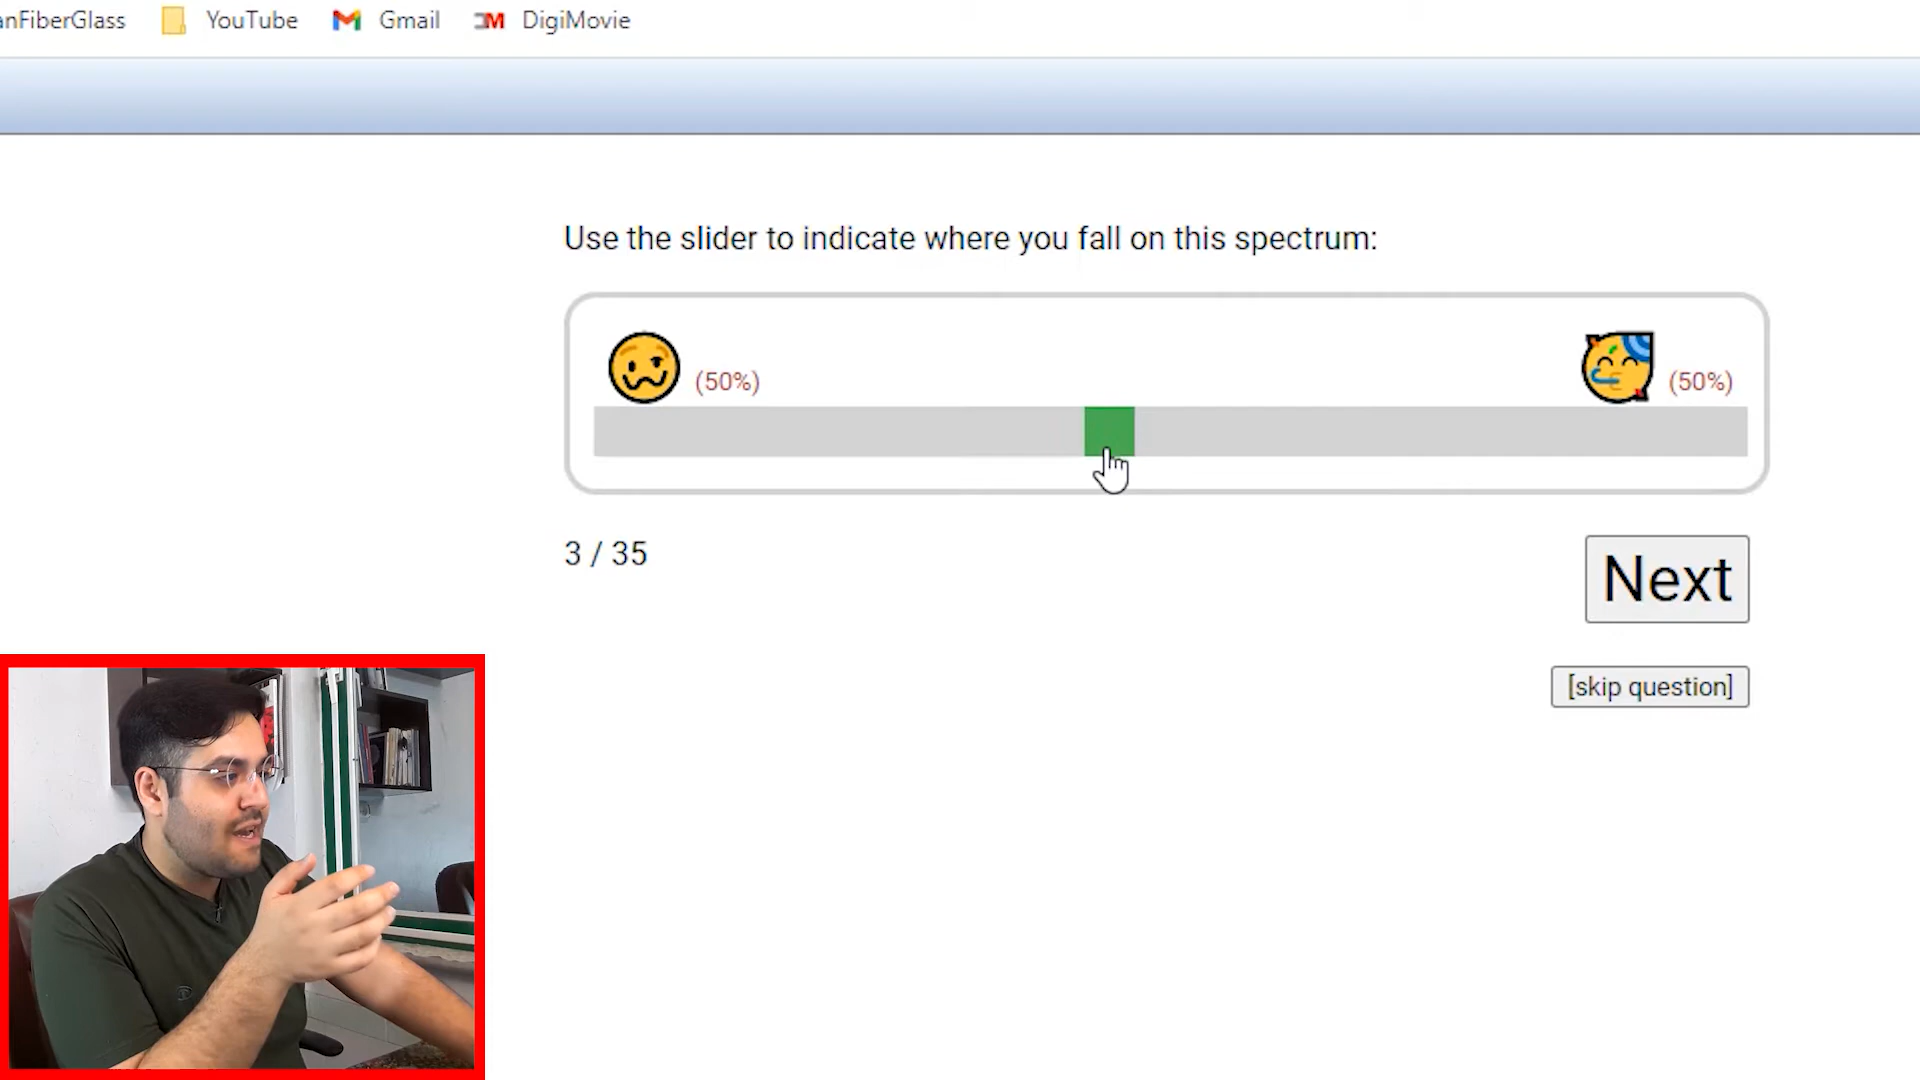 anFiberGlass YouTube Gmail DigiMovie
Use the slider to indicate where you fall on this spectrum:
(50%) (50%)
3 / 35
Next
[skip question]